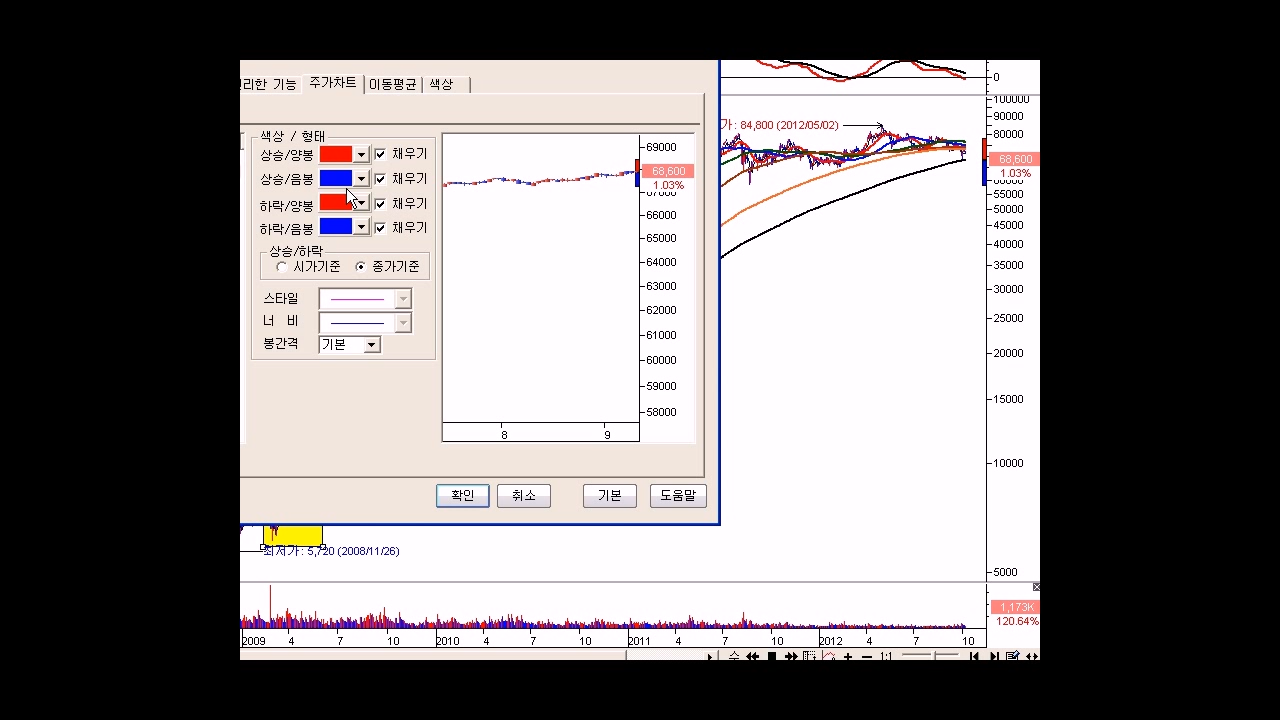 리한 기능 주가차트 이동평균 색상
색상 / 형태
상승/양봉 채우기
상승/음봉 채우기
하락/양봉 채우기
하락/음봉 채우기
상승/하락
시가기준 종가기준
스타일
너 비
봉간격 기본
69000
68,600
1.03%
67000
66000
65000
64000
63000
62000
61000
60000
59000
58000
8 9
확인 취소 기본 도움말
0
100000
90000
가: 84,800 (2012/05/02)
80000
68,600
1.03%
60000
55000
50000
45000
40000
35000
30000
25000
20000
15000
10000
최저가: 5,720 (2008/11/26)
5000
1,173K
120.64%
2009 4 7 10 2010 4 7 10 2011 4 7 10 2012 4 7 10
수 1:1